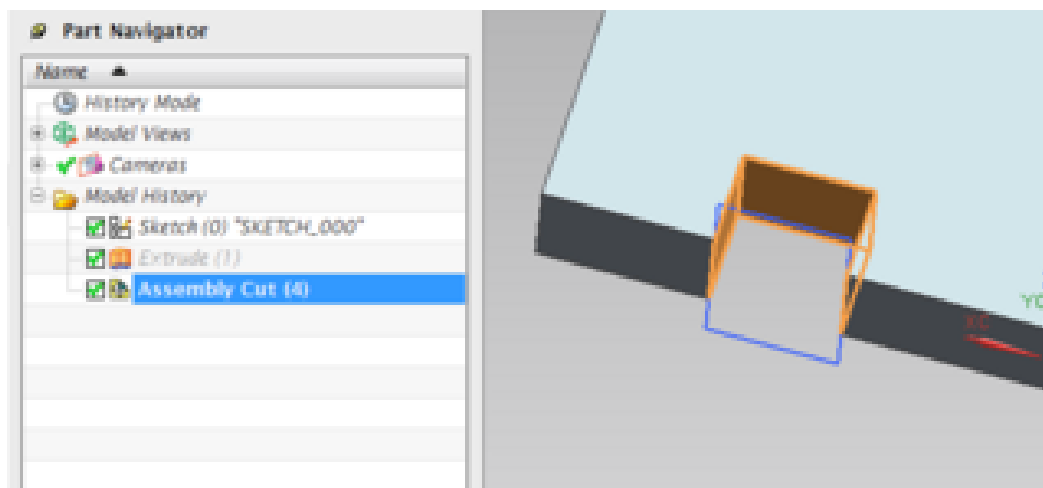 Part Navigator
Name
History Mode
Model Views
Cameras
Model History
Sketch (0) "SKETCH_000"
Extrude (1)
Assembly Cut (4)
XC
YC